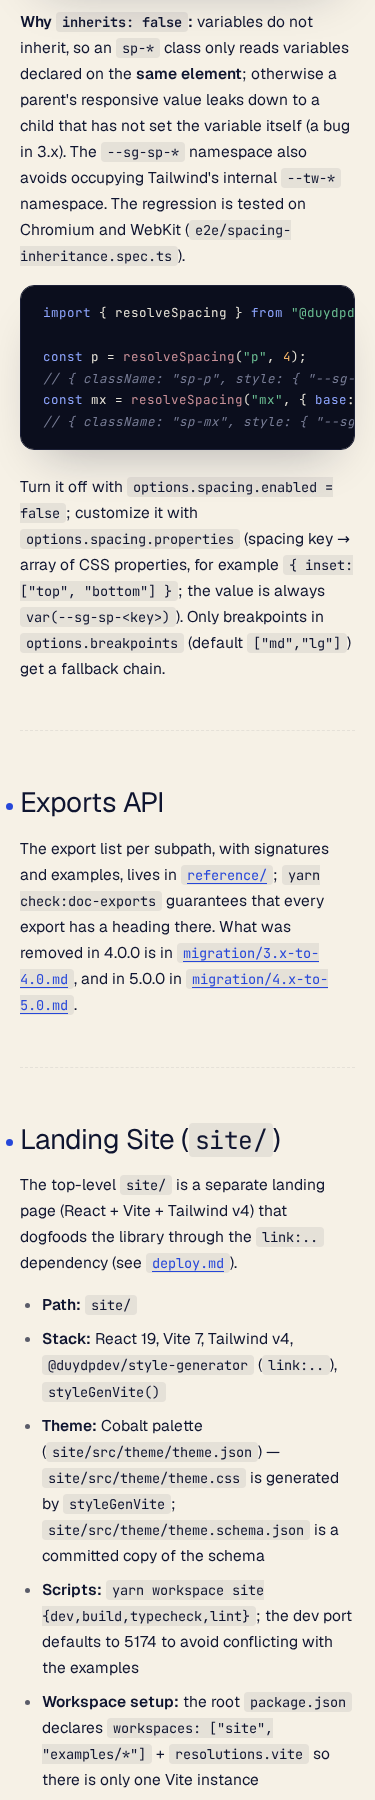 Why inherits: false: variables do not
inherit, so an sp-* class only reads variables
declared on the same element; otherwise a
parent's responsive value leaks down to a
child that has not set the variable itself (a bug
in 3.x). The --sg-sp-* namespace also
avoids occupying Tailwind's internal --tw-*
namespace. The regression is tested on
Chromium and WebKit (e2e/spacing-
inheritance.spec.ts).
import { resolveSpacing } from "@duydpd
const p = resolveSpacing("p", 4);
// { className: "sp-p", style: { "--sg-
const mx = resolveSpacing("mx", { base:
// { className: "sp-mx", style: { "--sg
Turn it off with options.spacing.enabled =
false; customize it with
options.spacing.properties (spacing key →
array of CSS properties, for example { inset:
["top", "bottom"] }; the value is always
var(--sg-sp-<key>)). Only breakpoints in
options.breakpoints (default ["md","lg"])
get a fallback chain.
Exports API
The export list per subpath, with signatures
and examples, lives in reference/; yarn
check:doc-exports guarantees that every
export has a heading there. What was
removed in 4.0.0 is in migration/3.x-to-
4.0.md, and in 5.0.0 in migration/4.x-to-
5.0.md.
Landing Site (site/)
The top-level site/ is a separate landing
page (React + Vite + Tailwind v4) that
dogfoods the library through the link:..
dependency (see deploy.md).
• Path: site/
• Stack: React 19, Vite 7, Tailwind v4,
@duydpdev/style-generator (link:..),
styleGenVite()
• Theme: Cobalt palette
(site/src/theme/theme.json) —
site/src/theme/theme.css is generated
by styleGenVite;
site/src/theme/theme.schema.json is a
committed copy of the schema
• Scripts: yarn workspace site
{dev,build,typecheck,lint}; the dev port
defaults to 5174 to avoid conflicting with
the examples
• Workspace setup: the root package.json
declares workspaces: ["site",
"examples/*"] + resolutions.vite so
there is only one Vite instance